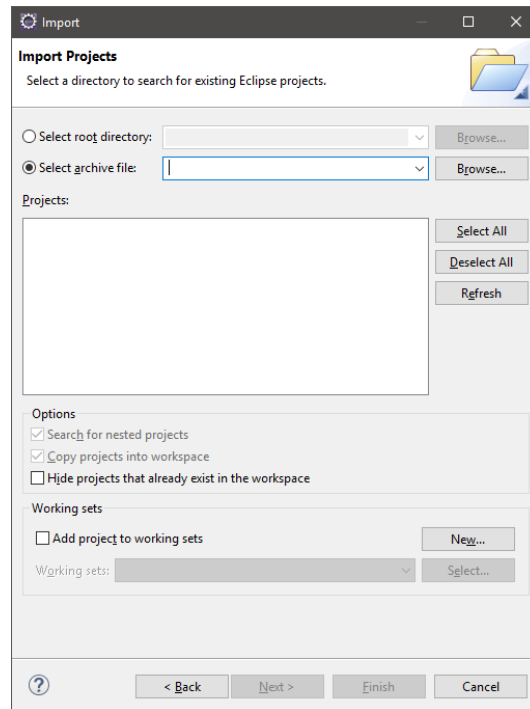 Import
Import Projects
Select a directory to search for existing Eclipse projects.
Select root directory:
Browse...
Select archive file:
Browse...
Projects:
Select All
Deselect All
Refresh
Options
Search for nested projects
Copy projects into workspace
Hide projects that already exist in the workspace
Working sets
Add project to working sets
New...
Working sets:
Select...
?
< Back
Next >
Finish
Cancel